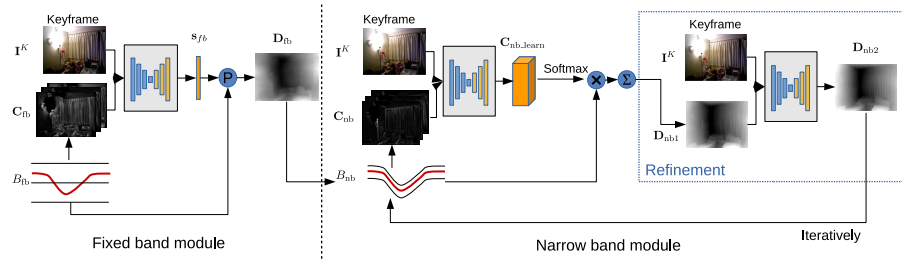 Keyframe
I^K
s_fb
D_fb
P
C_fb
B_fb
Fixed band module
Keyframe
I^K
C_nb_learn
Softmax
×
Σ
C_nb
B_nb
Keyframe
I^K
D_nb2
D_nb1
Refinement
Iteratively
Narrow band module